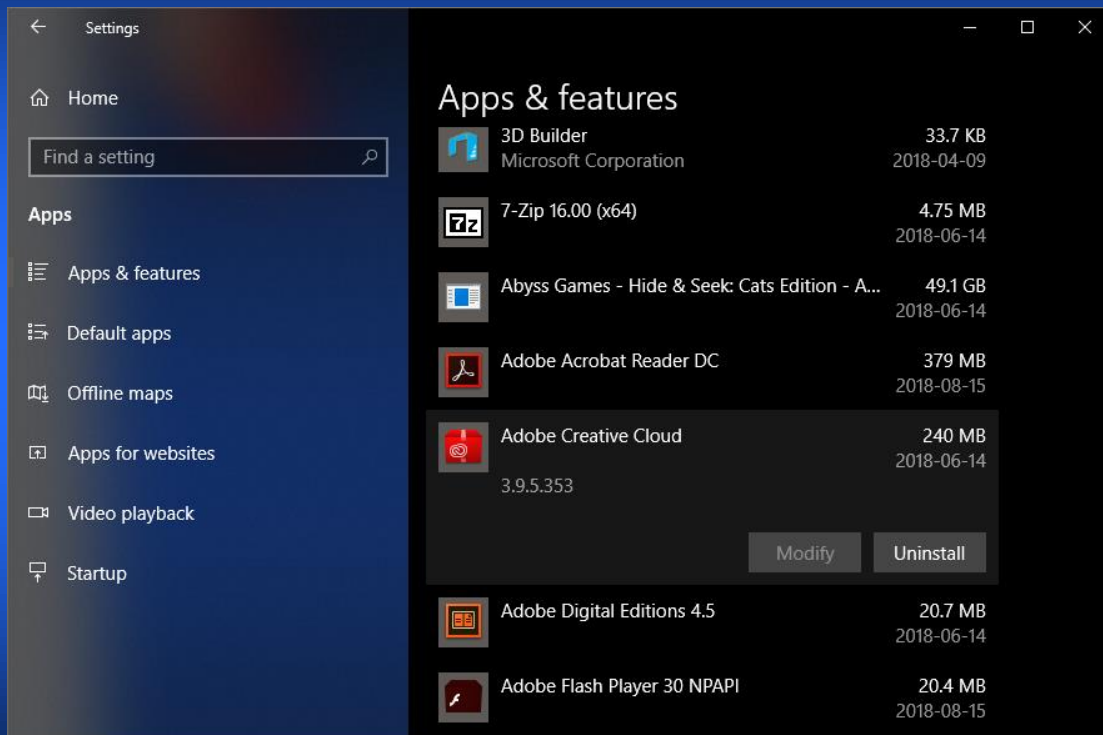 Settings
Home
Find a setting
Apps
Apps & features
Default apps
Offline maps
Apps for websites
Video playback
Startup
Apps & features
3D Builder 33.7 KB
Microsoft Corporation 2018-04-09
7z
7-Zip 16.00 (x64) 4.75 MB
2018-06-14
Abyss Games - Hide & Seek: Cats Edition - A... 49.1 GB
2018-06-14
Adobe Acrobat Reader DC 379 MB
2018-08-15
Adobe Creative Cloud 240 MB
2018-06-14
3.9.5.353
Modify Uninstall
Adobe Digital Editions 4.5 20.7 MB
2018-06-14
Adobe Flash Player 30 NPAPI 20.4 MB
2018-08-15